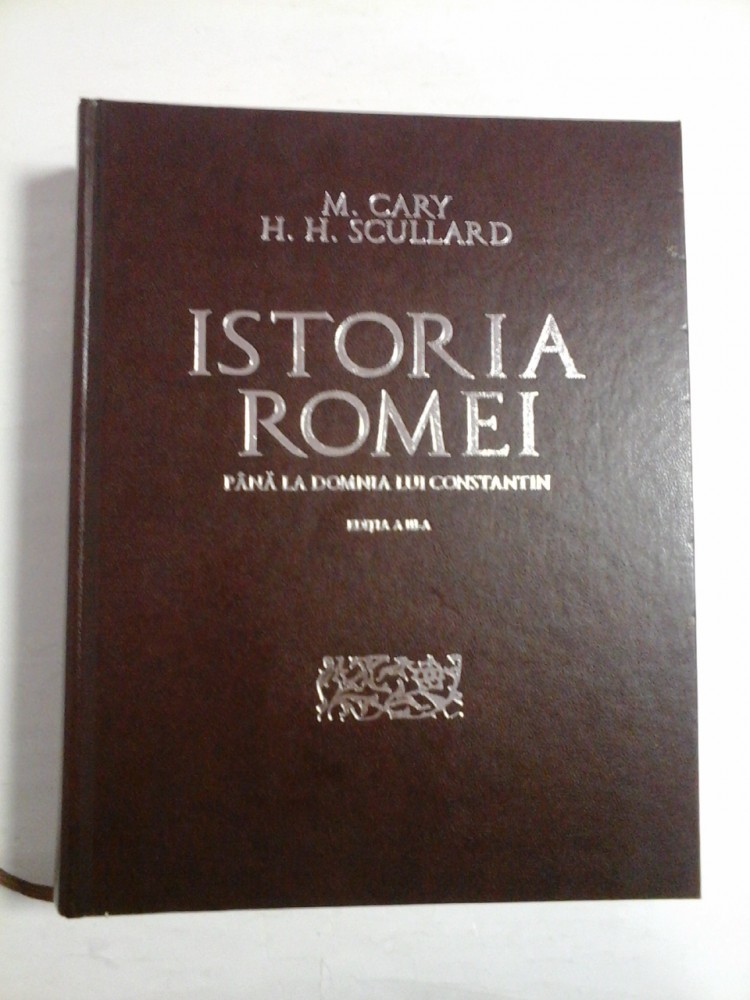 M. CARY
H. H. SCULLARD
ISTORIA
ROMEI
PÂNĂ LA DOMNIA LUI CONSTANTIN
EDIȚIA A III-A